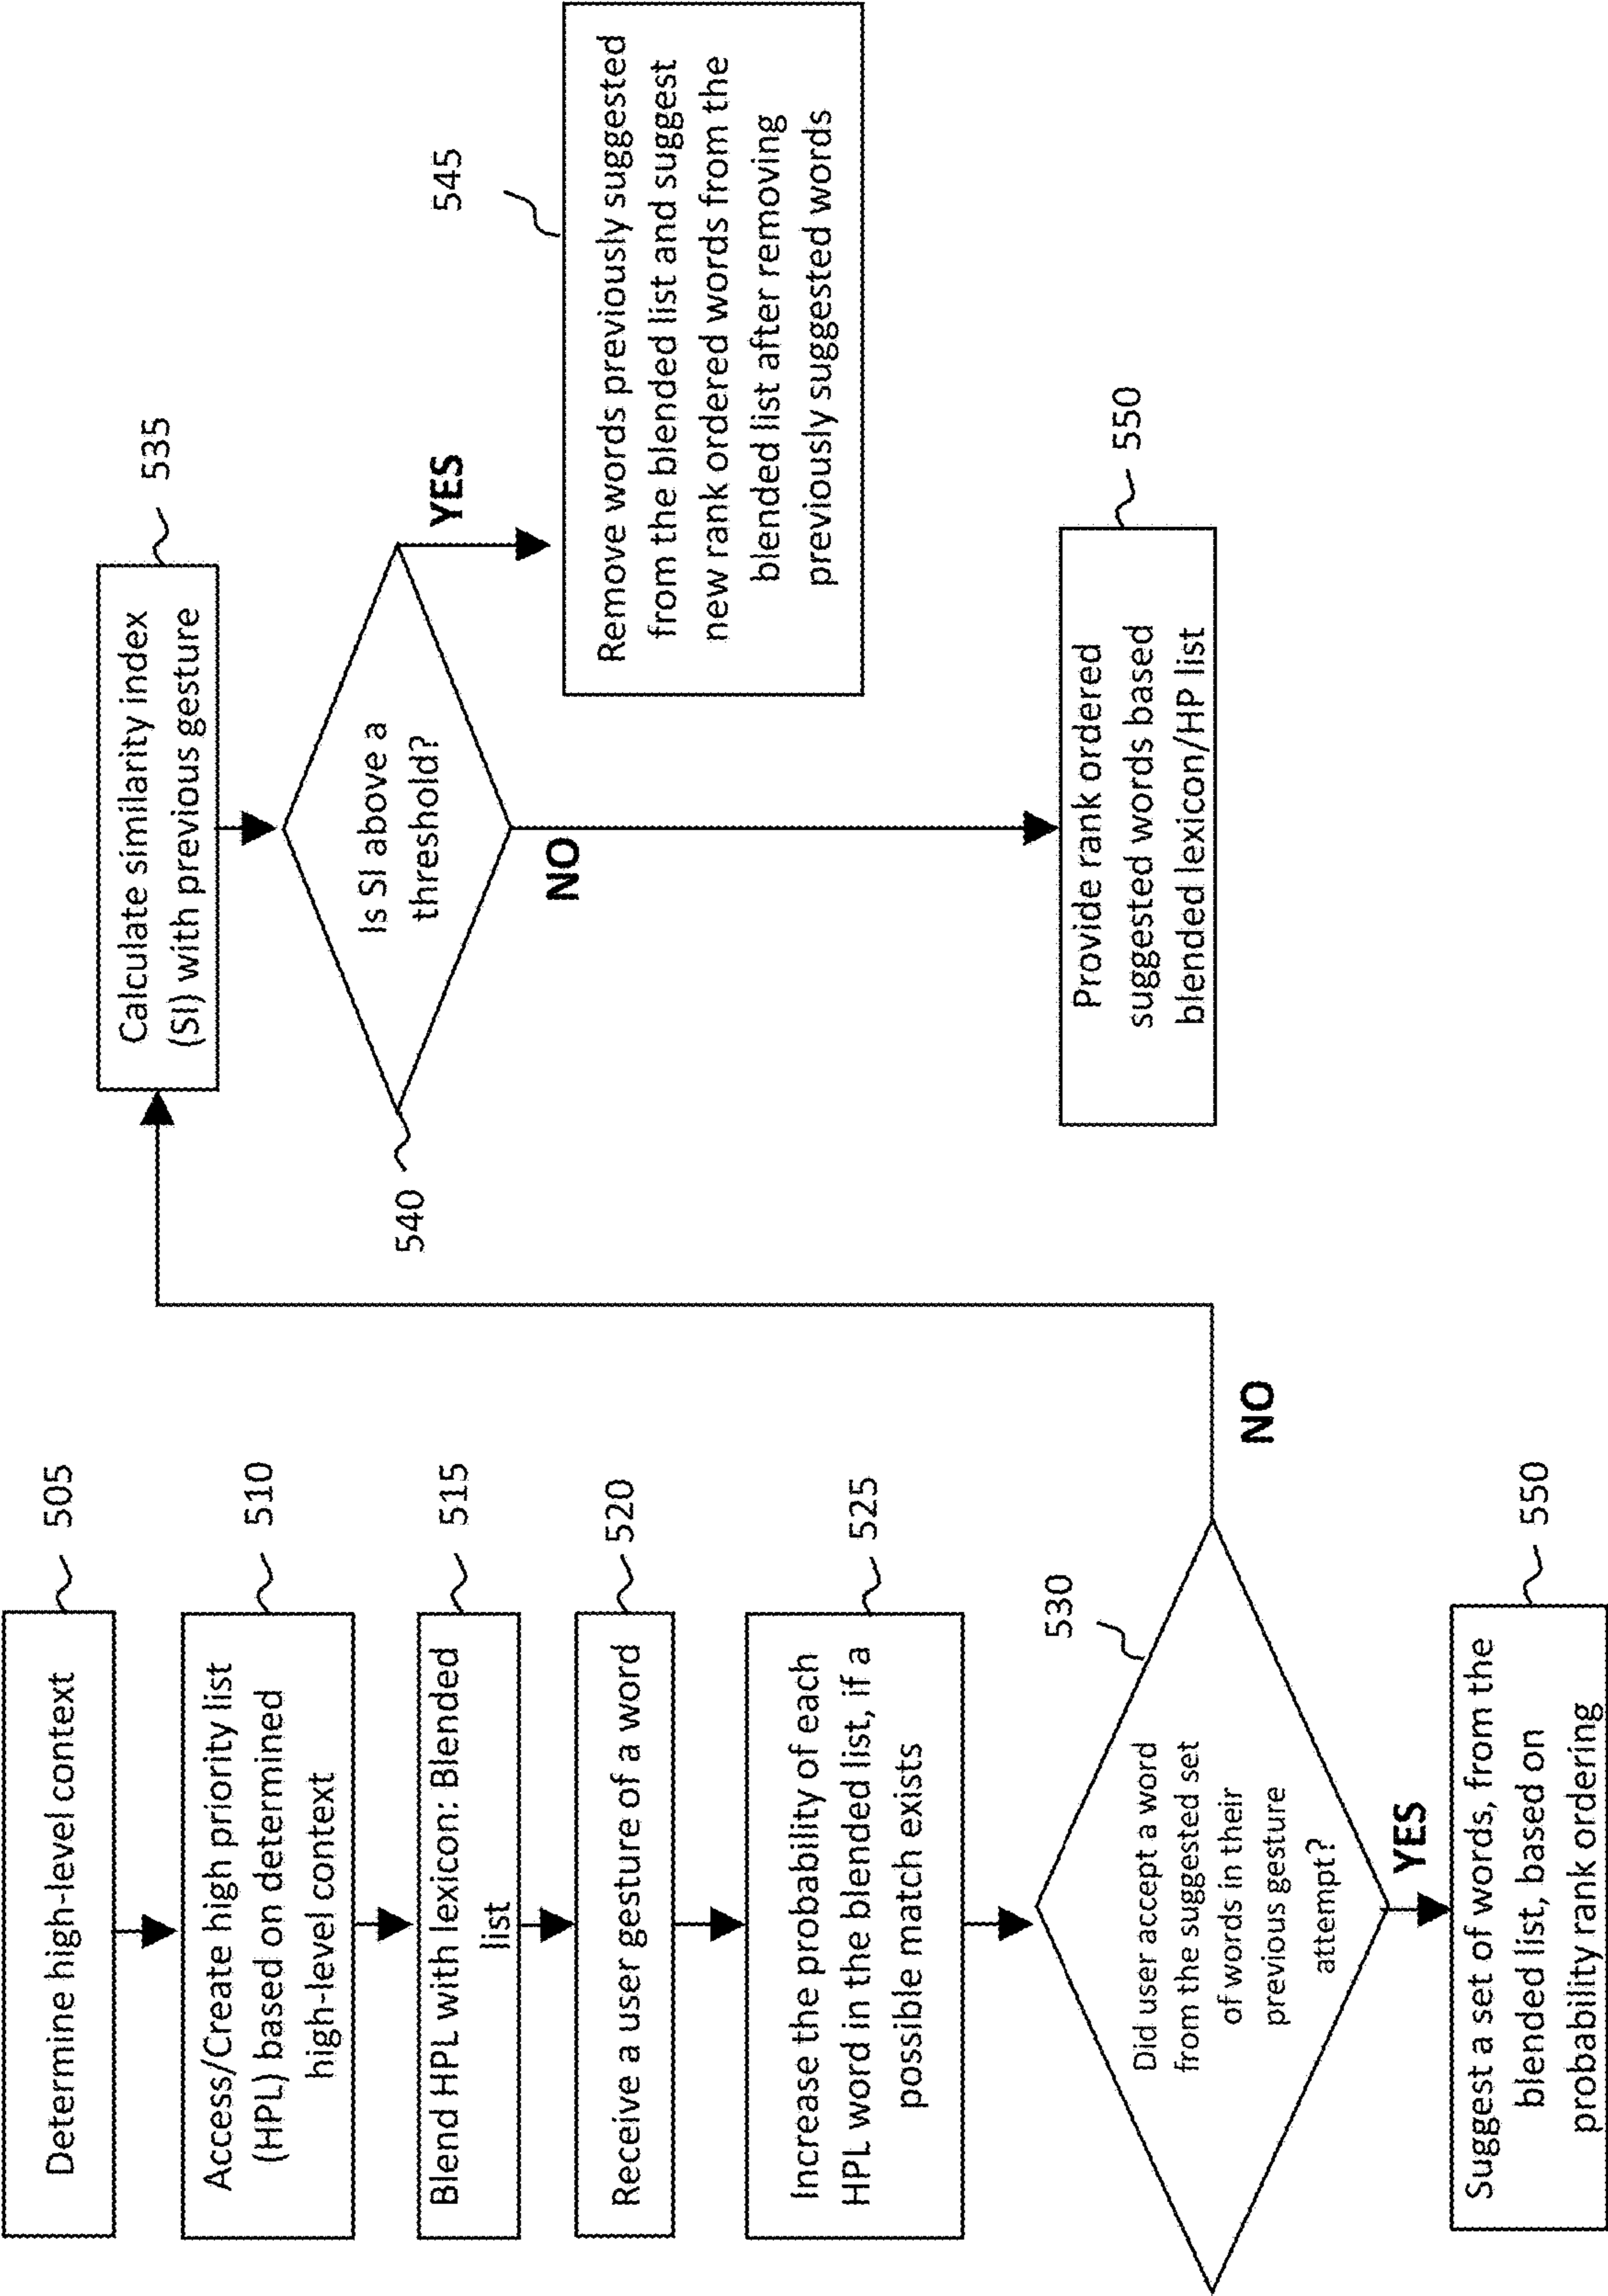 505
Determine high-level context
510
Access/Create high priority list
(HPL) based on determined
high-level context
515
Blend HPL with lexicon: Blended
list
520
Receive a user gesture of a word
525
Increase the probability of each
HPL word in the blended list, if a
possible match exists
530
Did user accept a word
from the suggested set
of words in their
previous gesture
attempt?
NO
YES
550
Suggest a set of words, from the
blended list, based on
probability rank ordering
535
Calculate similarity index
(SI) with previous gesture
540
Is SI above a
threshold?
YES
NO
545
Remove words previously suggested
from the blended list and suggest
new rank ordered words from the
blended list after removing
previously suggested words
550
Provide rank ordered
suggested words based
blended lexicon/HP list